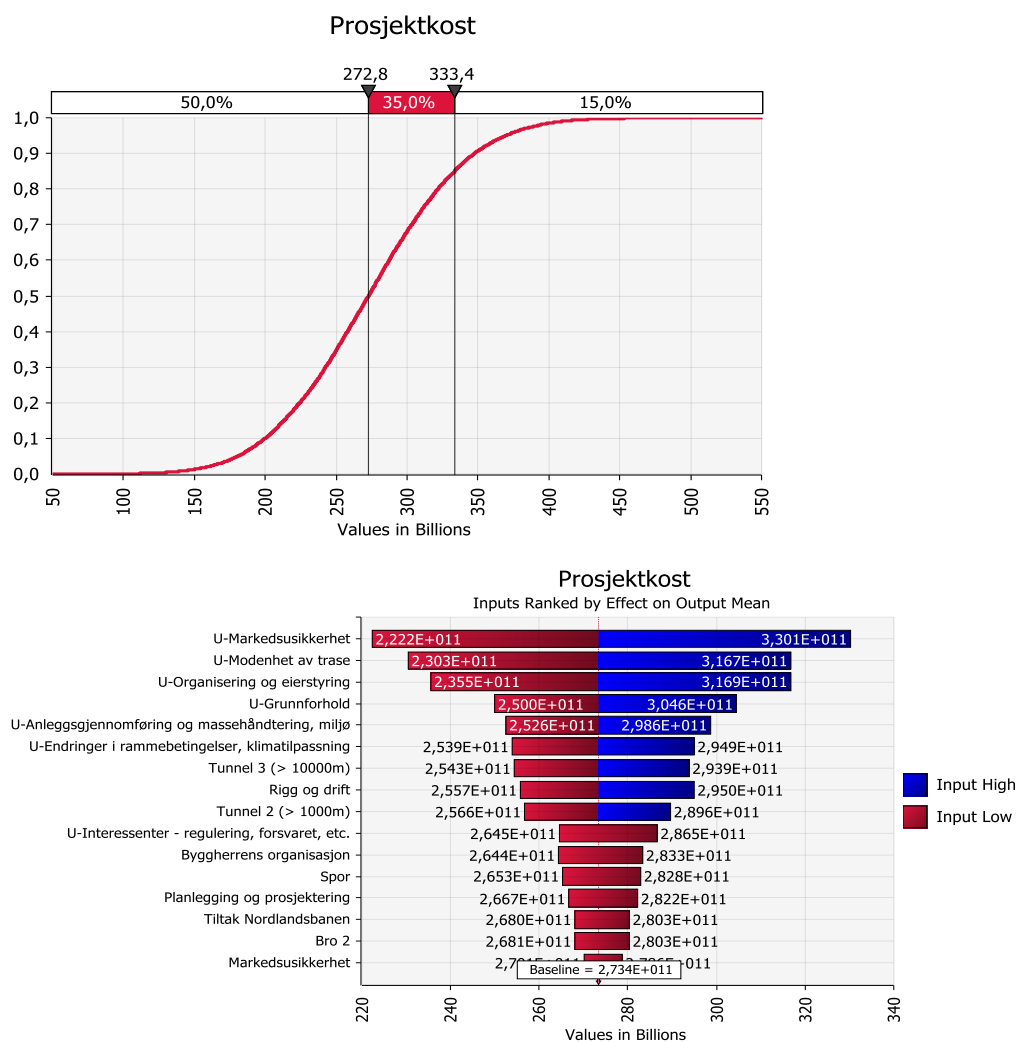 Prosjektkost
272,8 333,4
50,0% 35,0% 15,0%
1,0
0,9
0,8
0,7
0,6
0,5
0,4
0,3
0,2
0,1
0,0
50 100 150 200 250 300 350 400 450 500 550
Values in Billions
Prosjektkost
Inputs Ranked by Effect on Output Mean
U-Markedsusikkerhet 2,222E+011 3,301E+011
U-Modenhet av trase 2,303E+011 3,167E+011
U-Organisering og eierstyring 2,355E+011 3,169E+011
U-Grunnforhold 2,500E+011 3,046E+011
U-Anleggsgjennomføring og massehåndtering, miljø 2,526E+011 2,986E+011
U-Endringer i rammebetingelser, klimatilpassning 2,539E+011 2,949E+011
Tunnel 3 (> 10000m) 2,543E+011 2,939E+011
Rigg og drift 2,557E+011 2,950E+011
Input High
Tunnel 2 (> 1000m) 2,566E+011 2,896E+011
Input Low
U-Interessenter - regulering, forsvaret, etc. 2,645E+011 2,865E+011
Byggherrens organisasjon 2,644E+011 2,833E+011
Spor 2,653E+011 2,828E+011
Planlegging og prosjektering 2,667E+011 2,822E+011
Tiltak Nordlandsbanen 2,680E+011 2,803E+011
Bro 2 2,681E+011 2,803E+011
Markedsusikkerhet
Baseline = 2,734E+011
220 240 260 280 300 320 340
Values in Billions